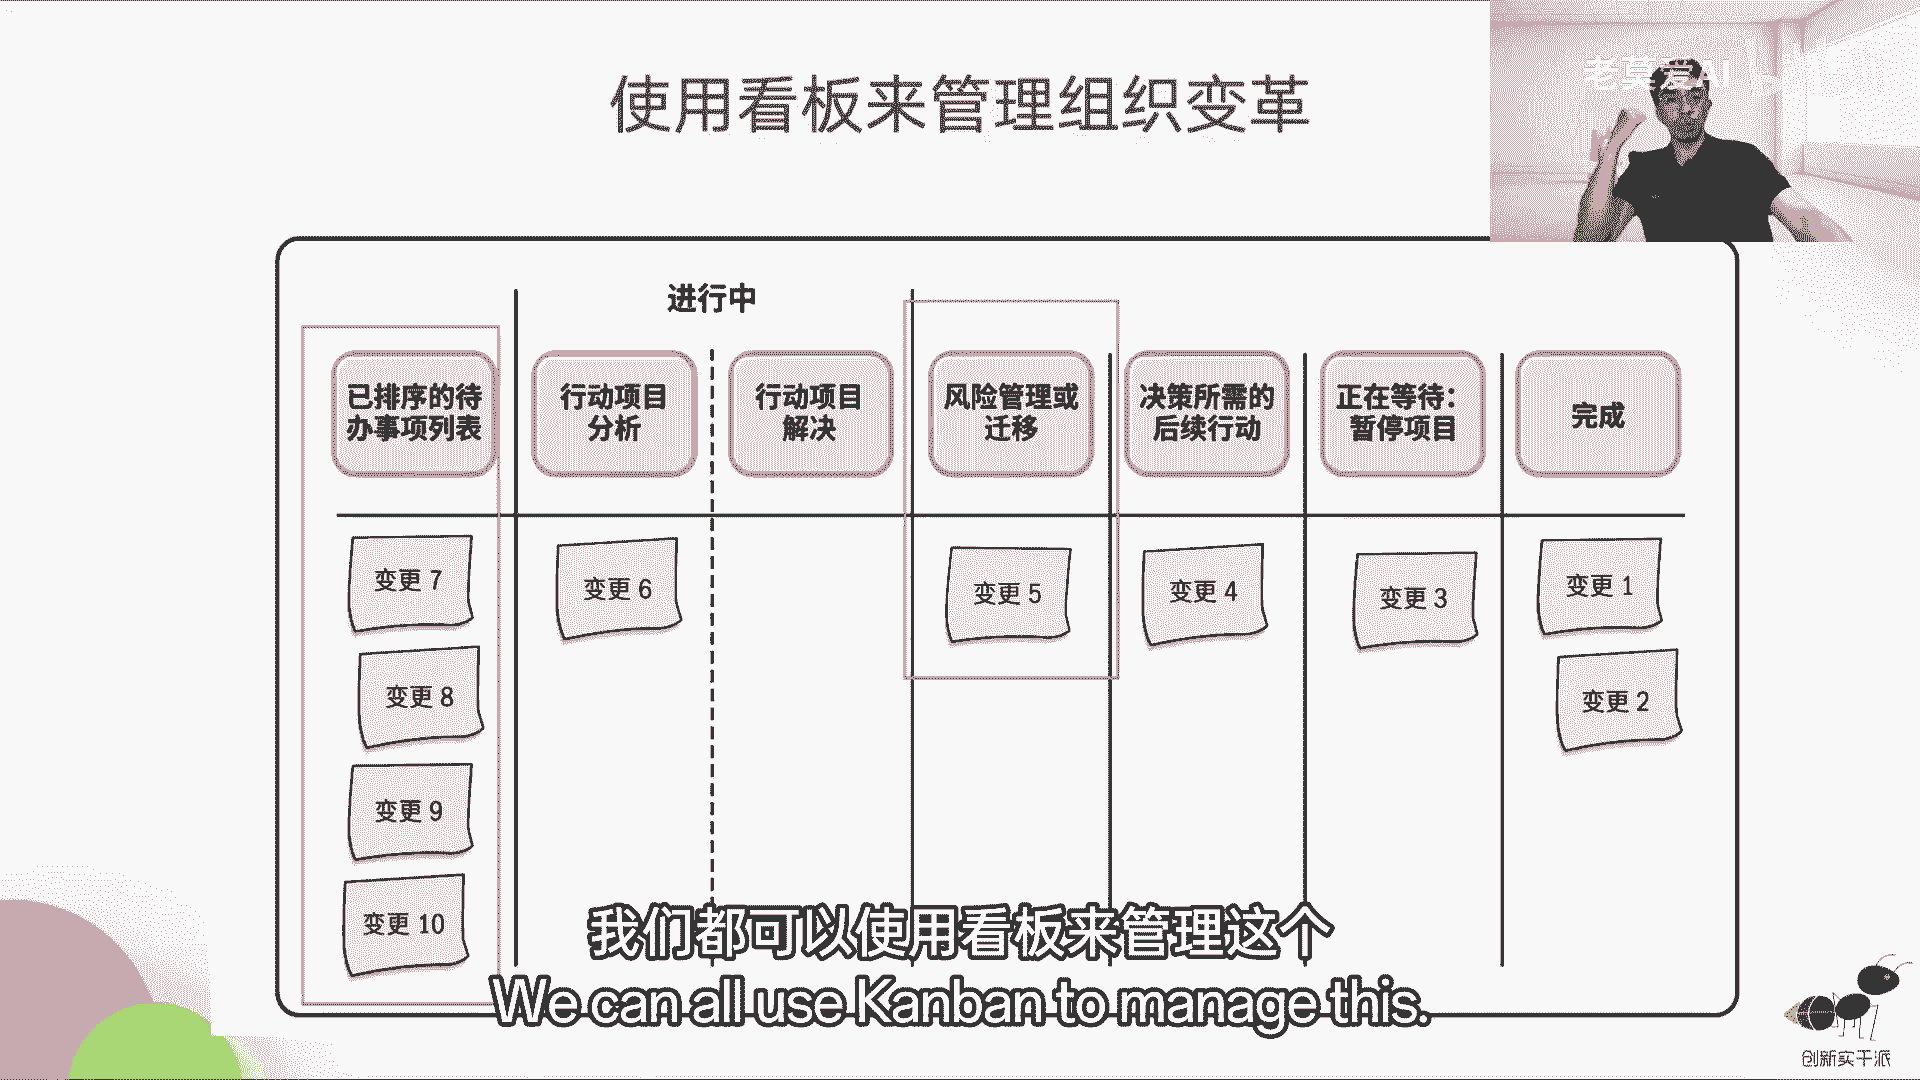 使用看板来管理组织变革
老莫爱AI
进行中
已排序的待
办事项列表
行动项目
分析
行动项目
解决
风险管理或
迁移
决策所需的
后续行动
正在等待：
暂停项目
完成
变更 7
变更 6
变更 5
变更 4
变更 3
变更 1
变更 8
变更 2
变更 9
变更 10
我们都可以使用看板来管理这个
We can all use Kanban to manage this.
创新实干派